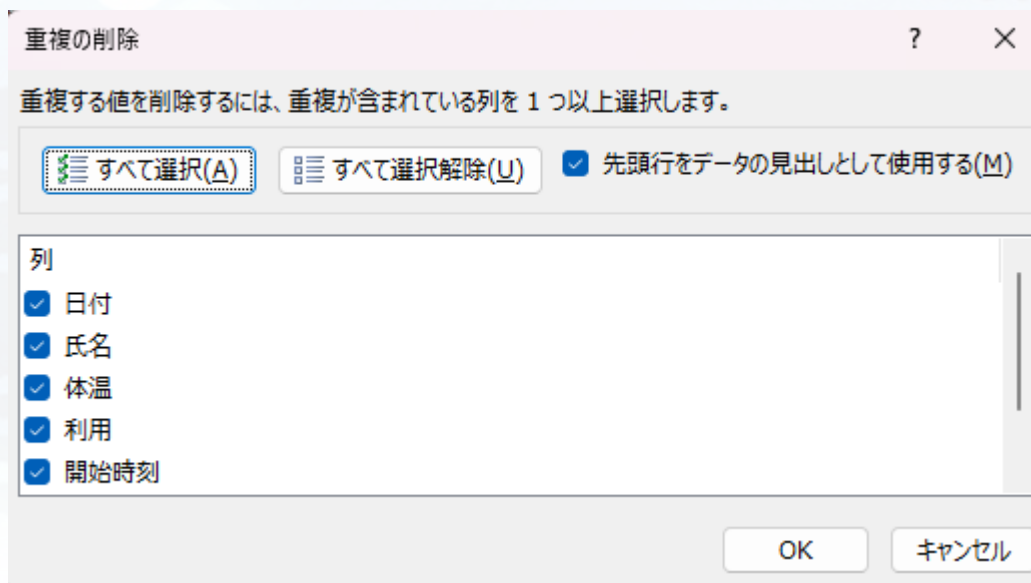 重複の削除 ? ×
重複する値を削除するには、重複が含まれている列を 1 つ以上選択します。
すべて選択(A) すべて選択解除(U) 先頭行をデータの見出しとして使用する(M)
列
日付
氏名
体温
利用
開始時刻
OK キャンセル